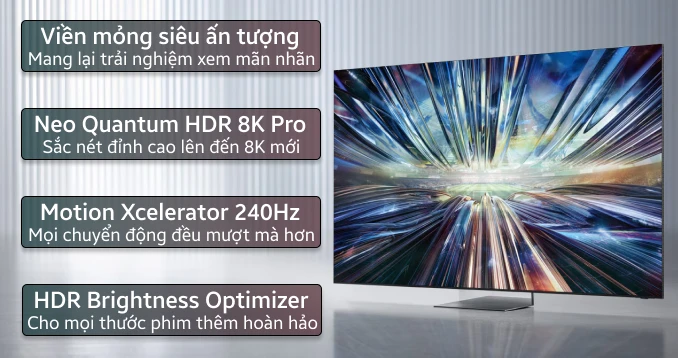 Viền mỏng siêu ấn tượng
Mang lại trải nghiệm xem mãn nhãn
Neo Quantum HDR 8K Pro
Sắc nét đỉnh cao lên đến 8K mới
Motion Xcelerator 240Hz
Mọi chuyển động đều mượt mà hơn
HDR Brightness Optimizer
Cho mọi thước phim thêm hoàn hảo